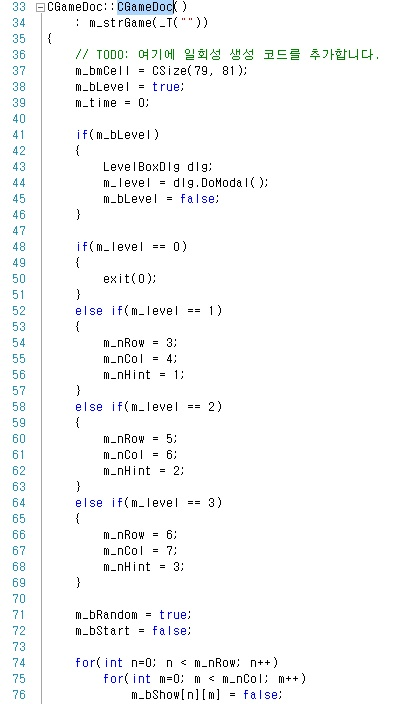 33 CGameDoc::CGameDoc()
34 : m_strGame(_T(""))
35 {
36 // TODO: 여기에 일회성 생성 코드를 추가합니다.
37 m_bmCell = CSize(79, 81);
38 m_bLevel = true;
39 m_time = 0;
40
41 if(m_bLevel)
42 {
43 LevelBoxDlg dlg;
44 m_level = dlg.DoModal();
45 m_bLevel = false;
46 }
47
48 if(m_level == 0)
49 {
50 exit(0);
51 }
52 else if(m_level == 1)
53 {
54 m_nRow = 3;
55 m_nCol = 4;
56 m_nHint = 1;
57 }
58 else if(m_level == 2)
59 {
60 m_nRow = 5;
61 m_nCol = 6;
62 m_nHint = 2;
63 }
64 else if(m_level == 3)
65 {
66 m_nRow = 6;
67 m_nCol = 7;
68 m_nHint = 3;
69 }
70
71 m_bRandom = true;
72 m_bStart = false;
73
74 for(int n=0; n < m_nRow; n++)
75 for(int m=0; m < m_nCol; m++)
76 m_bShow[n][m] = false;